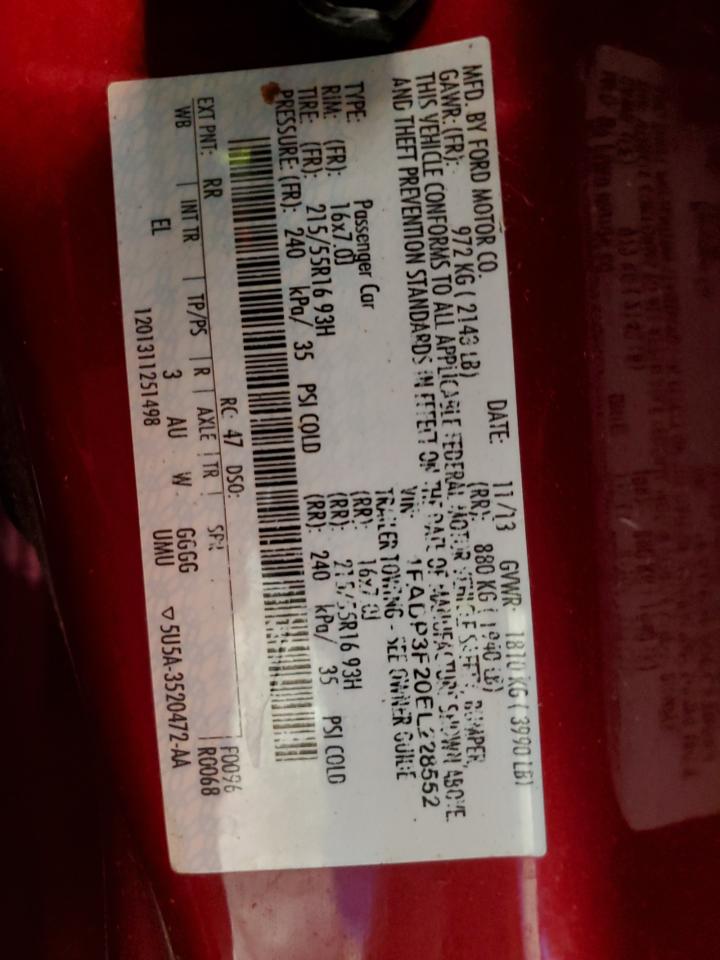 MFD. BY FORD MOTOR CO.
DATE: 11/13 GVWR: 1810 KG ( 3990 LB)
GAWR: (FR): 972 KG ( 2143 LB) (RR): 880 KG ( 1940 LB)
THIS VEHICLE CONFORMS TO ALL APPLICABLE FEDERAL MOTOR VEHICLE SAFETY, BUMPER,
AND THEFT PREVENTION STANDARDS IN EFFECT ON THE DATE OF MANUFACTURE SHOWN ABOVE.
VIN: 1FADP3F20EL228552
TYPE: Passenger Car TRAILER TOWING - SEE OWNER GUIDE
RIM: (FR): 16x7.0J (RR): 16x7.0J
TIRE: (FR): 215/55R16 93H (RR): 215/55R16 93H
PRESSURE: (FR): 240 kPa/ 35 PSI COLD (RR): 240 kPa/ 35 PSI COLD
RC: 47 DSO: F0096
EXT PNT: RR R0068
WB INT TR TP/PS R AXLE TR SPR
EL 3 AU W GGGG
UMU
1201311251498 ▽5U5A-3520472-AA